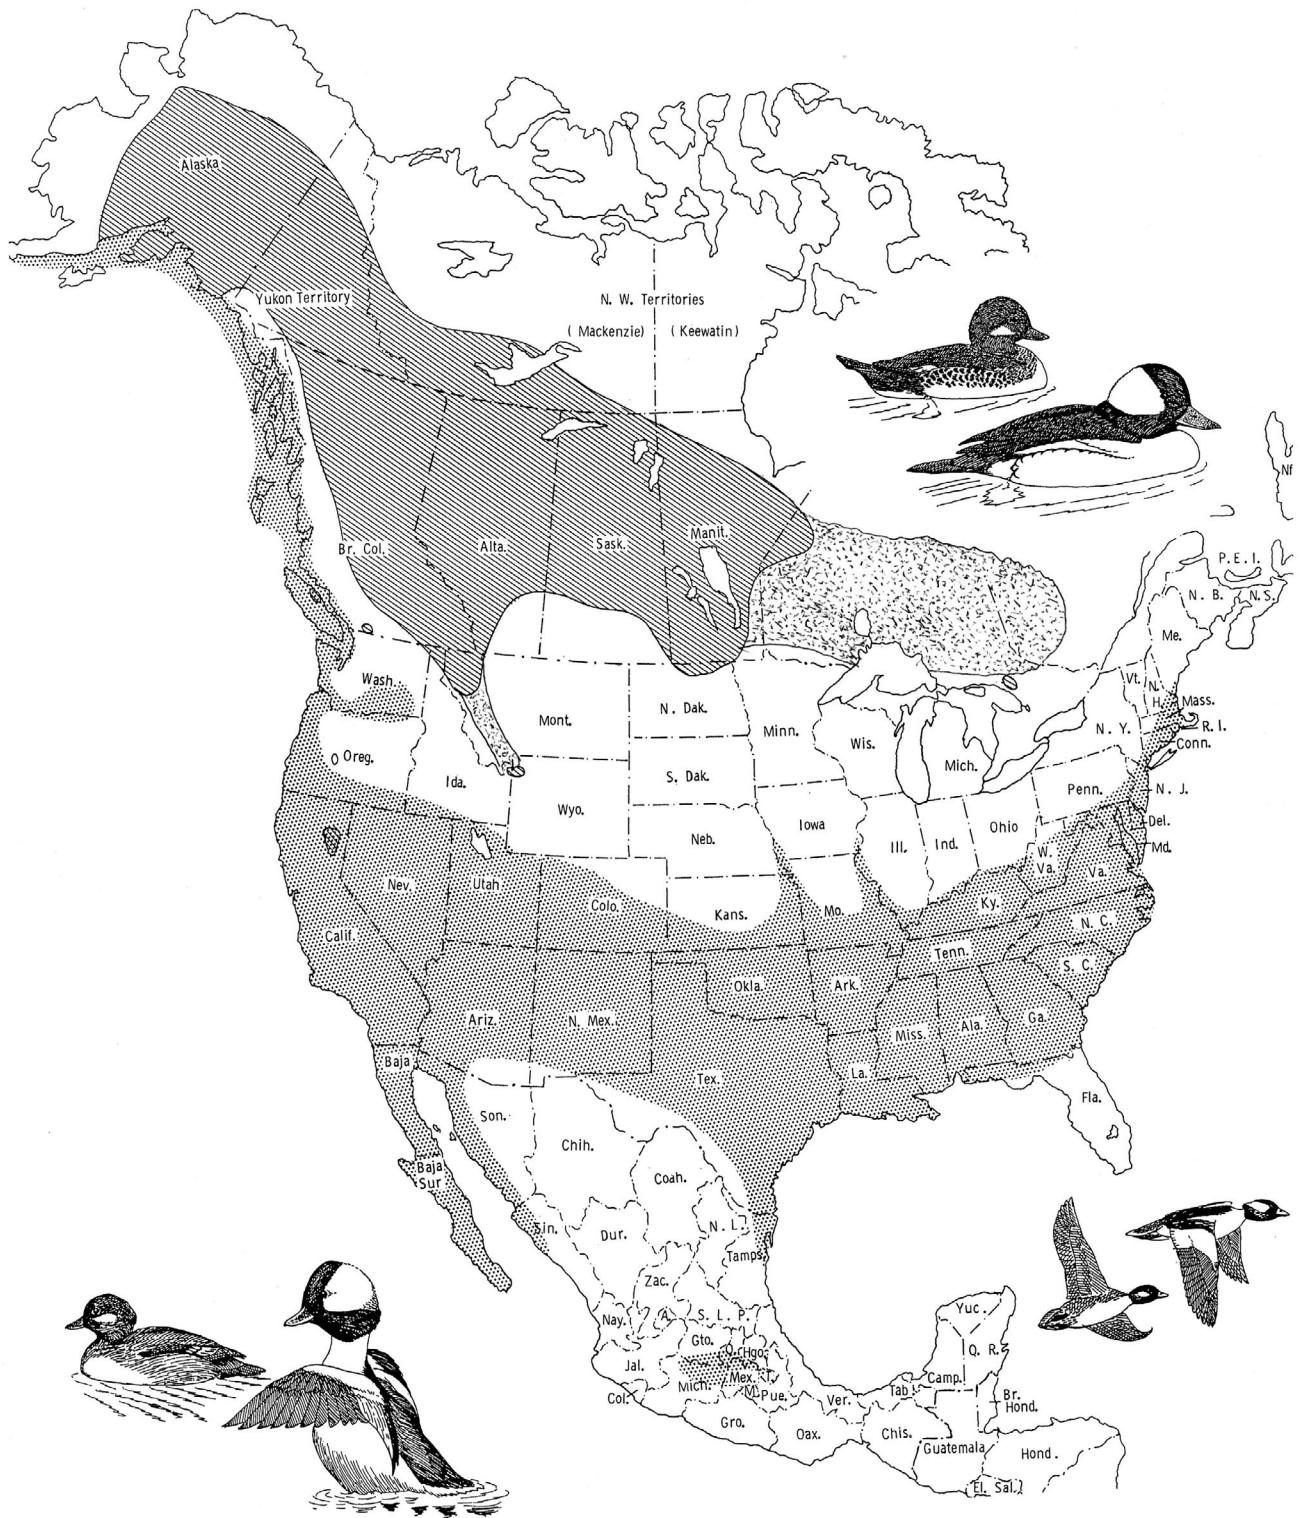 Alaska
Yukon Territory
N. W. Territories
( Mackenzie)
( Keewatin)
Nf
Br. Col.
Alta.
Sask.
Manit.
P. E. I.
N. B.
N. S.
Me.
Wash.
Mont.
N. Dak.
Minn.
Vt.
N.
H.
Mass.
R. I.
Conn.
N. Y.
Oreg.
Ida.
S. Dak.
Wis.
Mich.
Penn.
N. J.
Wyo.
Neb.
Iowa
Ill.
Ind.
Ohio
Del.
Md.
W.
Va.
Va.
Nev.
Utah
Colo.
Kans.
Mo.
Ky.
N. C.
Calif.
Tenn.
S. C.
Ariz.
N. Mex.
Okla.
Ark.
Miss.
Ala.
Ga.
Baja
Tex.
La.
Fla.
Son.
Chih.
Coah.
Baja
Sur
Sin.
Dur.
N. L.
Tamps.
Zac.
Nay.
A.
S. L. P.
Gto.
Q.
Hgo.
Jal.
Mich.
Mex.
T.
M.
Pue.
Col.
Gro.
Oax.
Ver.
Tab
Chis.
Camp.
Yuc.
Q. R.
Br.
Hond.
Guatemala
Hond.
El. Sal.